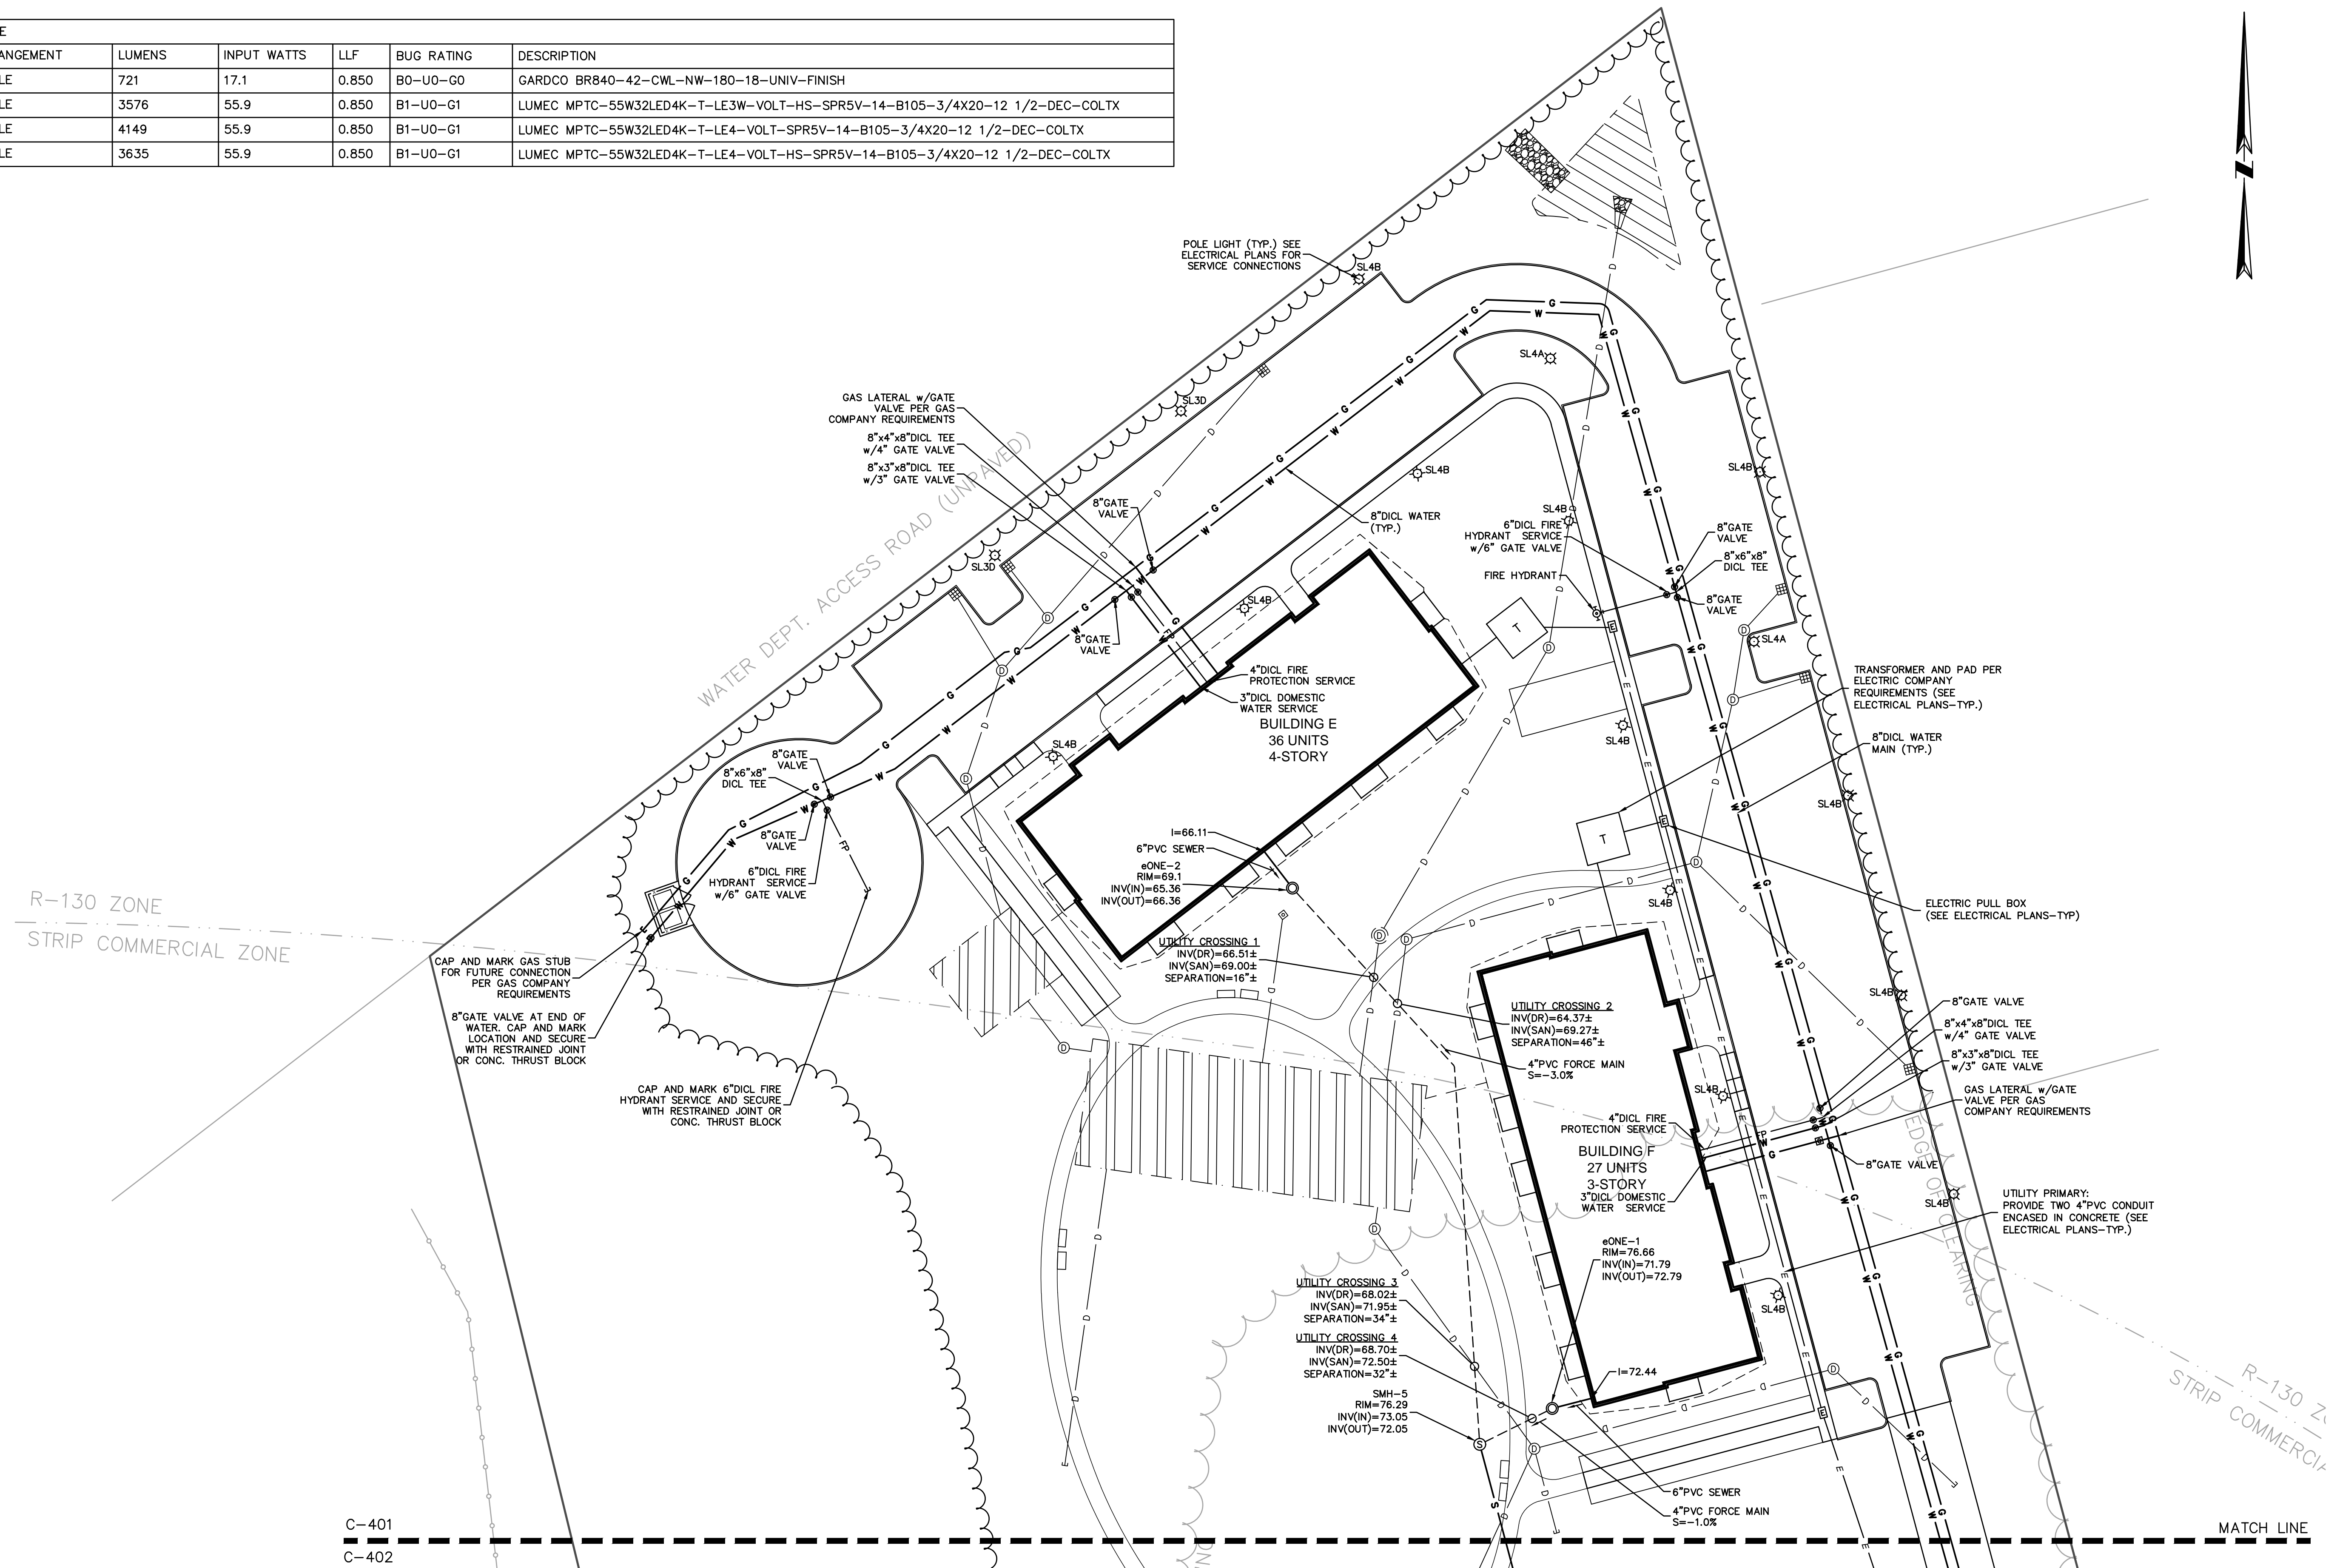 E
ANGEMENT LUMENS INPUT WATTS LLF BUG RATING DESCRIPTION
LE 721 17.1 0.850 B0-U0-G0 GARDCO BR840-42-CWL-NW-180-18-UNIV-FINISH
LE 3576 55.9 0.850 B1-U0-G1 LUMEC MPTC-55W32LED4K-T-LE3W-VOLT-HS-SPR5V-14-B105-3/4X20-12 1/2-DEC-COLTX
LE 4149 55.9 0.850 B1-U0-G1 LUMEC MPTC-55W32LED4K-T-LE4-VOLT-SPR5V-14-B105-3/4X20-12 1/2-DEC-COLTX
LE 3635 55.9 0.850 B1-U0-G1 LUMEC MPTC-55W32LED4K-T-LE4-VOLT-HS-SPR5V-14-B105-3/4X20-12 1/2-DEC-COLTX
N
POLE LIGHT (TYP.) SEE
ELECTRICAL PLANS FOR
SERVICE CONNECTIONS
SL4B
SL4A
SL3D
GAS LATERAL w/GATE
VALVE PER GAS
COMPANY REQUIREMENTS
8"x4"x8"DICL TEE
w/4" GATE VALVE
8"x3"x8"DICL TEE
w/3" GATE VALVE
WATER DEPT. ACCESS ROAD (UNPAVED)
8"GATE
VALVE
SL4B
SL4B
8"DICL WATER
(TYP.)
SL4B
6"DICL FIRE
HYDRANT SERVICE
w/6" GATE VALVE
FIRE HYDRANT
8"GATE
VALVE
8"x6"x8"
DICL TEE
8"GATE
VALVE
SL3D
SL4B
8"GATE
VALVE
T
SL4A
4"DICL FIRE
PROTECTION SERVICE
3"DICL DOMESTIC
WATER SERVICE
BUILDING E
36 UNITS
4-STORY
TRANSFORMER AND PAD PER
ELECTRIC COMPANY
REQUIREMENTS (SEE
ELECTRICAL PLANS-TYP.)
SL4B
SL4B
8"DICL WATER
MAIN (TYP.)
8"GATE
VALVE
8"x6"x8"
DICL TEE
8"GATE
VALVE
6"DICL FIRE
HYDRANT SERVICE
w/6" GATE VALVE
SL4B
T
I=66.11
6"PVC SEWER
eONE-2
RIM=69.1
INV(IN)=65.36
INV(OUT)=66.36
SL4B
ELECTRIC PULL BOX
(SEE ELECTRICAL PLANS-TYP)
R-130 ZONE
STRIP COMMERCIAL ZONE
UTILITY CROSSING 1
INV(DR)=66.51±
INV(SAN)=69.00±
SEPARATION=16"±
CAP AND MARK GAS STUB
FOR FUTURE CONNECTION
PER GAS COMPANY
REQUIREMENTS
8"GATE VALVE AT END OF
WATER. CAP AND MARK
LOCATION AND SECURE
WITH RESTRAINED JOINT
OR CONC. THRUST BLOCK
UTILITY CROSSING 2
INV(DR)=64.37±
INV(SAN)=69.27±
SEPARATION=46"±
4"PVC FORCE MAIN
S=-3.0%
SL4B
8"GATE VALVE
8"x4"x8"DICL TEE
w/4" GATE VALVE
8"x3"x8"DICL TEE
w/3" GATE VALVE
GAS LATERAL w/GATE
VALVE PER GAS
COMPANY REQUIREMENTS
CAP AND MARK 6"DICL FIRE
HYDRANT SERVICE AND SECURE
WITH RESTRAINED JOINT OR
CONC. THRUST BLOCK
SL4B
4"DICL FIRE
PROTECTION SERVICE
BUILDING F
27 UNITS
3-STORY
3"DICL DOMESTIC
WATER SERVICE
8"GATE VALVE
EDGE OF CLEARING
SL4B
UTILITY PRIMARY:
PROVIDE TWO 4"PVC CONDUIT
ENCASED IN CONCRETE (SEE
ELECTRICAL PLANS-TYP.)
eONE-1
RIM=76.66
INV(IN)=71.79
INV(OUT)=72.79
SL4B
UTILITY CROSSING 3
INV(DR)=68.02±
INV(SAN)=71.95±
SEPARATION=34"±
UTILITY CROSSING 4
INV(DR)=68.70±
INV(SAN)=72.50±
SEPARATION=32"±
I=72.44
SMH-5
RIM=76.29
INV(IN)=73.05
INV(OUT)=72.05
R-130 ZO
STRIP COMMERCIA
6"PVC SEWER
4"PVC FORCE MAIN
S=-1.0%
C-401
MATCH LINE
C-402